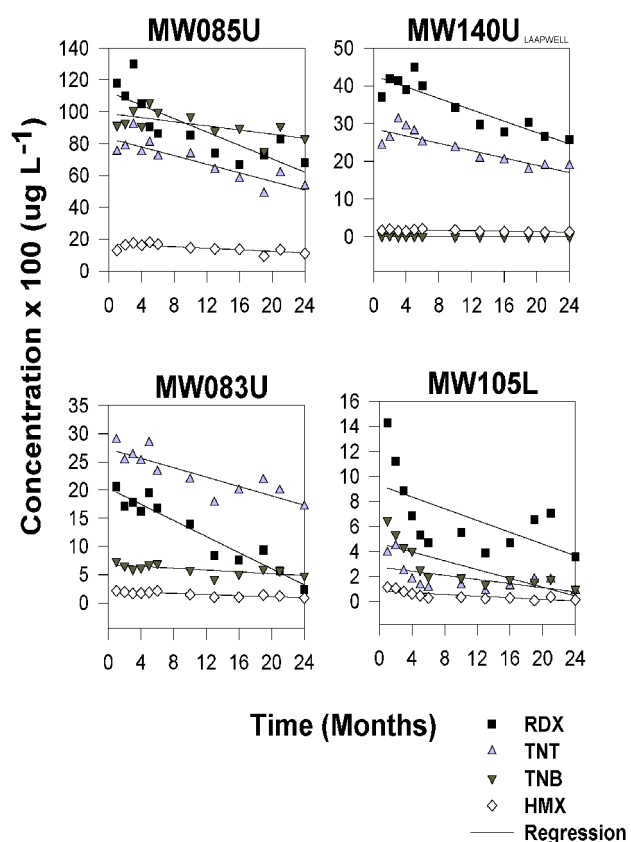 MW085U
MW140U LAAPWELL
Concentration x 100 (ug L-1)
140
120
100
80
60
40
20
0
0 4 8 12 16 20 24
50
40
30
20
10
0
0 4 8 12 16 20 24
MW083U
MW105L
35
30
25
20
15
10
5
0
0 4 8 12 16 20 24
16
14
12
10
8
6
4
2
0
0 4 8 12 16 20 24
Time (Months)
RDX
TNT
TNB
HMX
Regression